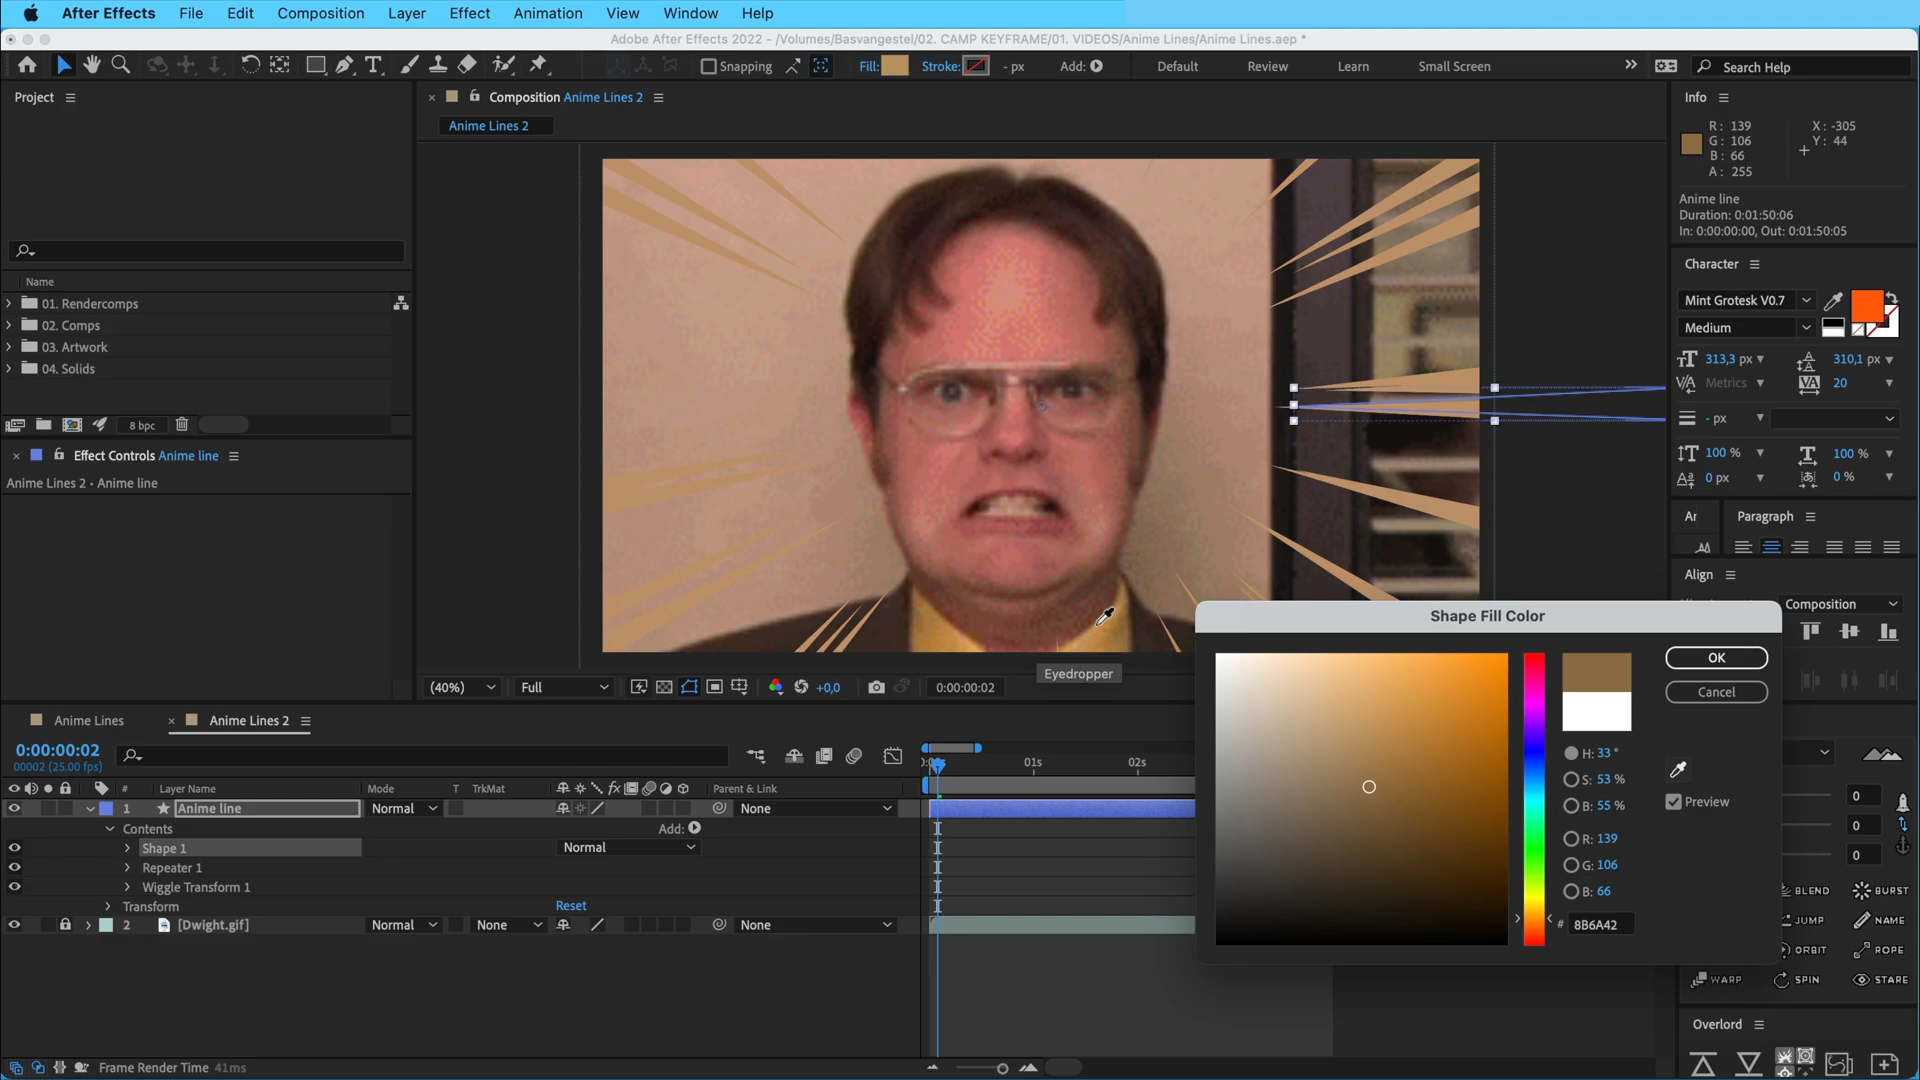 After Effects File Edit Composition Layer Effect Animation View Window Help
Adobe After Effects 2022 - /Volumes/Basvangestel/02. CAMP KEYFRAME/01. VIDEOS/Anime Lines/Anime Lines.aep *
Snapping Fill: Stroke: - px Add: Default Review Learn Small Screen Search Help
Project
Composition Anime Lines 2
Anime Lines 2
Name
01. Rendercomps
02. Comps
03. Artwork
04. Solids
8 bpc
Effect Controls Anime line
Anime Lines 2 • Anime line
(40%) Full +0,0 0:00:00:02
Eyedropper
Info
R: 139 X: -305
G: 106 Y: 44
B: 66
A: 255
Anime line
Duration: 0:01:50:06
In: 0:00:00:00, Out: 0:01:50:05
Character
Mint Grotesk V0.7
Medium
313,3 px 310,1 px
Metrics 20
- px
100 % 100 %
0 px 0 %
Ar Paragraph
Align
Composition
Shape Fill Color
OK
Cancel
H: 33 °
S: 53 %
B: 55 %
Preview
R: 139
G: 106
B: 66
# 8B6A42
0
0
0
BLEND BURST
JUMP NAME
ORBIT ROPE
WARP SPIN STARE
Overlord
Anime Lines Anime Lines 2
0:00:00:02
00002 (25.00 fps)
01s 02s
# Layer Name Mode T TrkMat fx Parent & Link
1 Anime line Normal None
Contents Add:
Shape 1 Normal
Repeater 1
Wiggle Transform 1
Transform Reset
2 [Dwight.gif] Normal None None
Frame Render Time 41ms